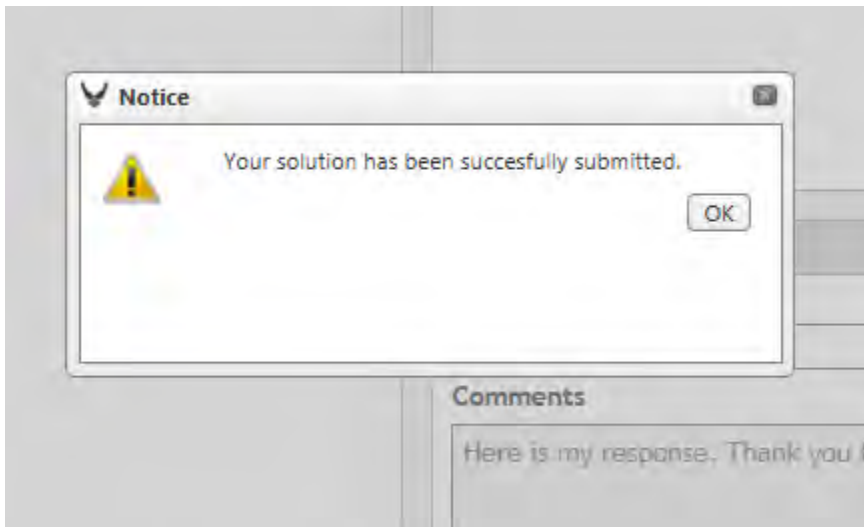 Notice
Your solution has been succesfully submitted.
OK
Comments
Here is my response. Thank you